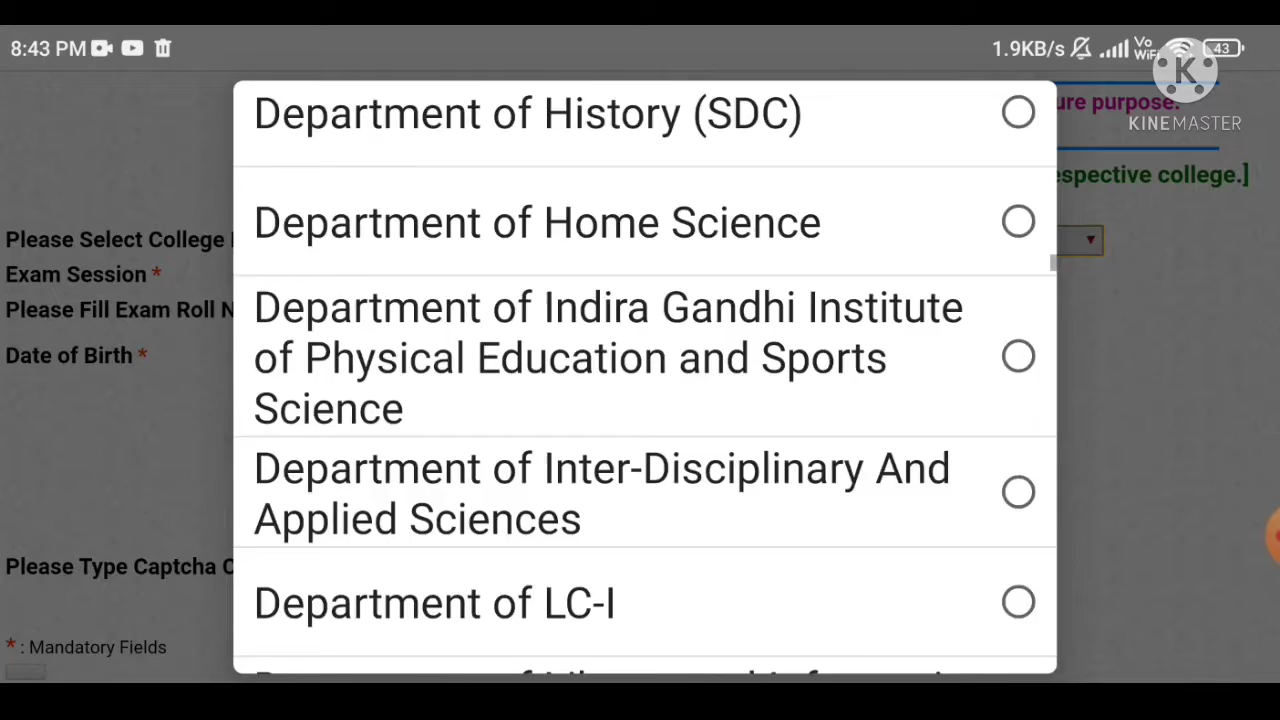 8:43 PM
1.9KB/s
Vo
WiFi
43
KINEMASTER
ure purpose.
espective college.]
Please Select College
Exam Session *
Please Fill Exam Roll N
Date of Birth *
Please Type Captcha C
* : Mandatory Fields
Department of History (SDC)
Department of Home Science
Department of Indira Gandhi Institute
of Physical Education and Sports
Science
Department of Inter-Disciplinary And
Applied Sciences
Department of LC-I